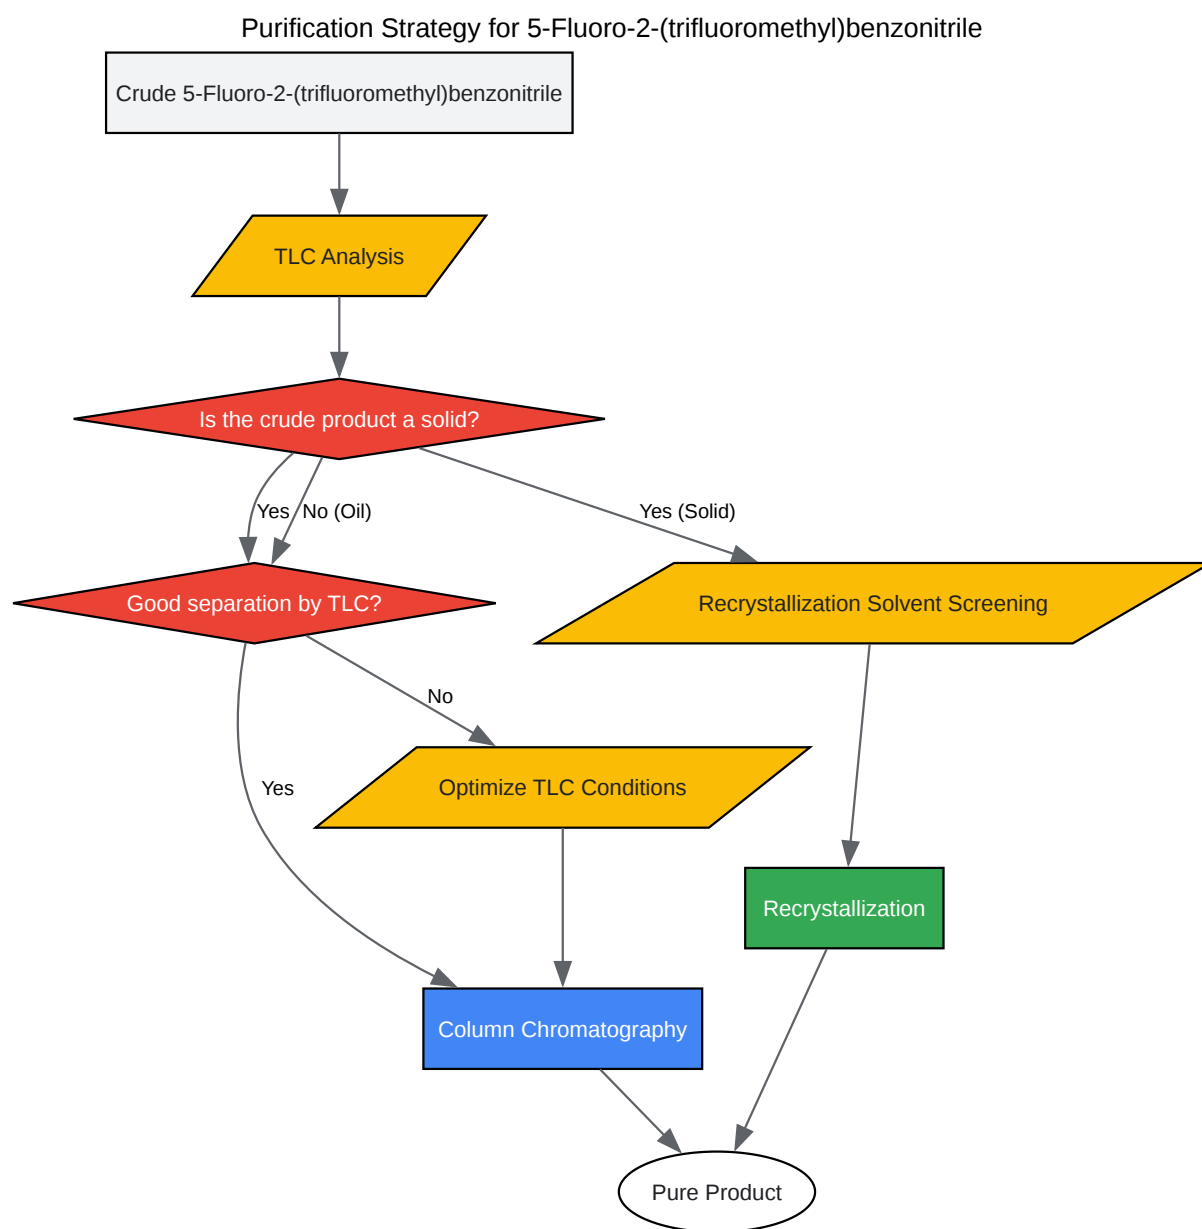 Purification Strategy for 5-Fluoro-2-(trifluoromethyl)benzonitrile
Crude 5-Fluoro-2-(trifluoromethyl)benzonitrile
TLC Analysis
Is the crude product a solid?
Yes
No (Oil)
Yes (Solid)
Good separation by TLC?
Recrystallization Solvent Screening
No
Yes
Optimize TLC Conditions
Recrystallization
Column Chromatography
Pure Product